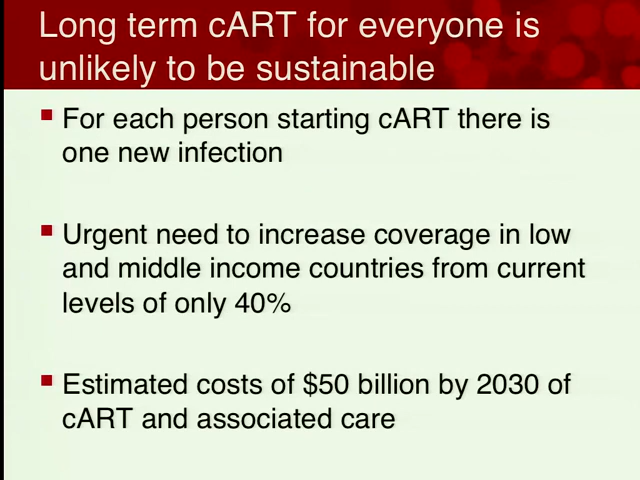 Long term cART for everyone is
unlikely to be sustainable
For each person starting cART there is
one new infection
Urgent need to increase coverage in low
and middle income countries from current
levels of only 40%
Estimated costs of $50 billion by 2030 of
cART and associated care